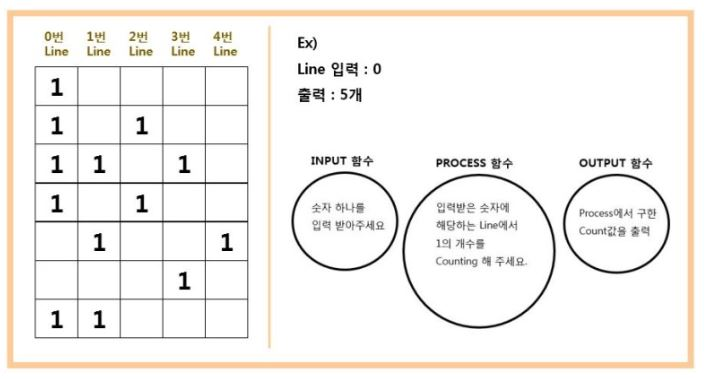 0번 1번 2번 3번 4번
Line Line Line Line Line
1
1 1
1 1 1
1 1
1 1
1
1 1
Ex)
Line 입력 : 0
출력 : 5개
INPUT 함수
숫자 하나를
입력 받아주세요
PROCESS 함수
입력받은 숫자에
해당하는 Line에서
1의 개수를
Counting 해 주세요.
OUTPUT 함수
Process에서 구한
Count값을 출력